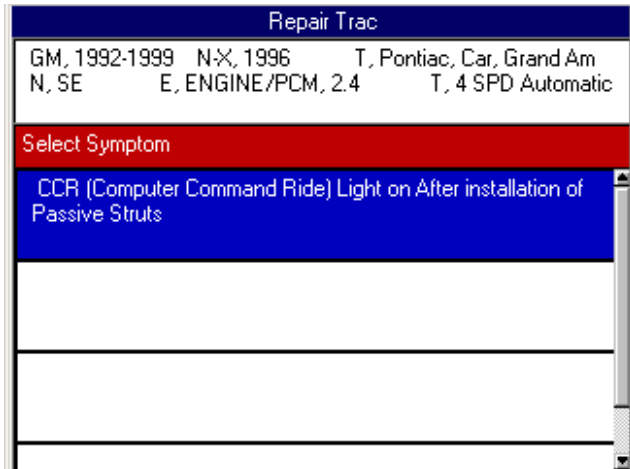 Repair Trac
GM, 1992-1999 N-X, 1996 T, Pontiac, Car, Grand Am
N, SE E, ENGINE/PCM, 2.4 T, 4 SPD Automatic
Select Symptom
CCR (Computer Command Ride) Light on After installation of
Passive Struts